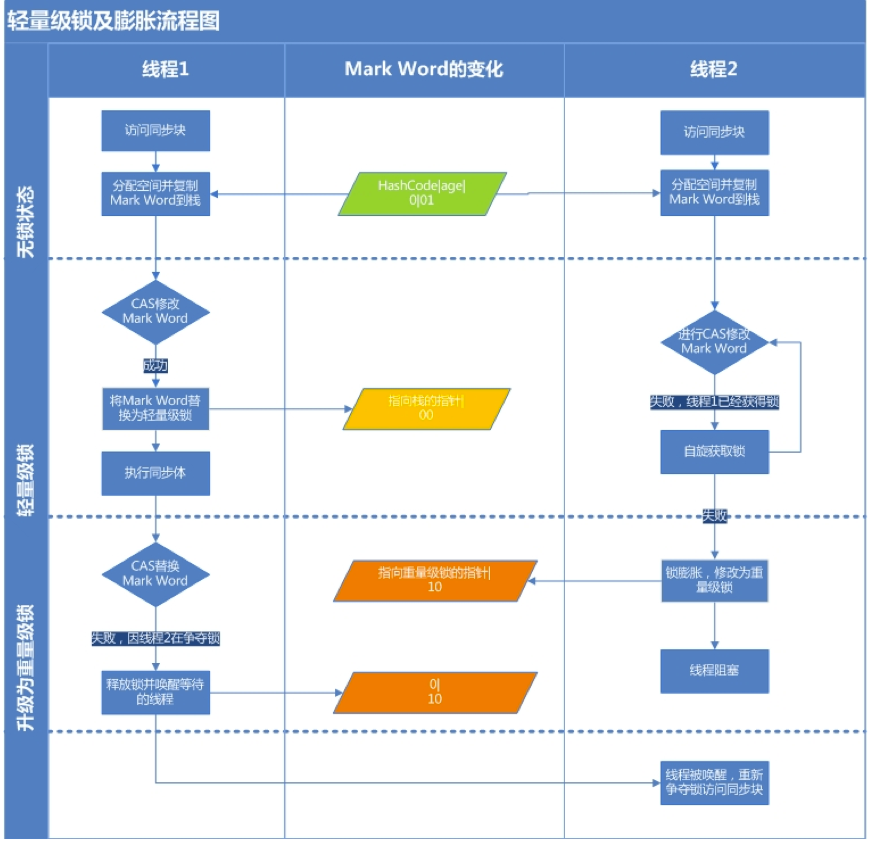 轻量级锁及膨胀流程图
线程1
Mark Word的变化
线程2
无锁状态
访问同步块
访问同步块
分配空间并复制
Mark Word到栈
HashCode|age|
0|01
分配空间并复制
Mark Word到栈
轻量级锁
CAS修改
Mark Word
进行CAS修改
Mark Word
成功
将Mark Word替
换为轻量级锁
指向栈的指针|
00
失败，线程1已经获得锁
自旋获取锁
执行同步体
失败
升级为重量级锁
CAS替换
Mark Word
指向重量级锁的指针|
10
锁膨胀，修改为重
量级锁
失败，因线程2在争夺锁
线程阻塞
释放锁并唤醒等待
的线程
0|
10
线程被唤醒，重新
争夺锁访问同步块